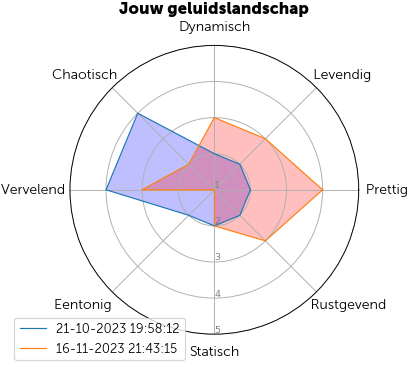 Jouw geluidslandschap
Dynamisch
Chaotisch
Levendig
Vervelend
1
Prettig
2
3
4
5
Eentonig
Rustgevend
Statisch
21-10-2023 19:58:12
16-11-2023 21:43:15